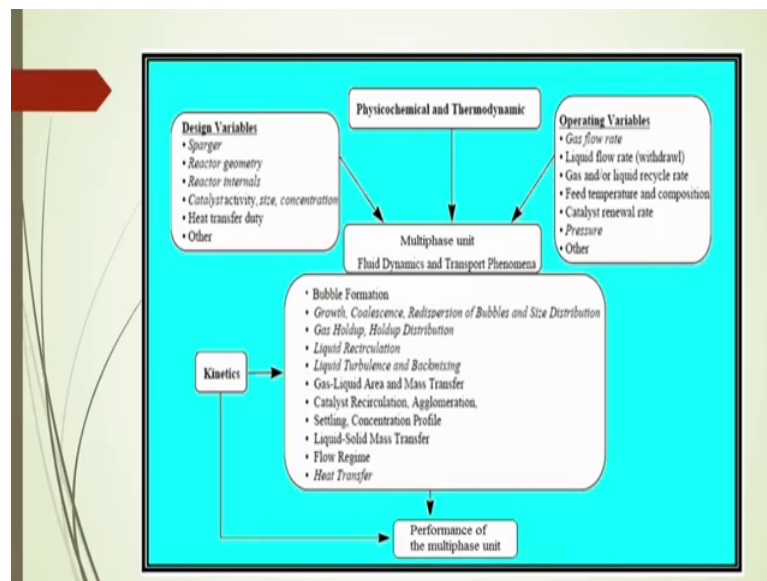 Physicochemical and Thermodynamic
Design Variables
• Sparger
• Reactor geometry
• Reactor internals
• Catalyst activity, size, concentration
• Heat transfer duty
• Other
Operating Variables
• Gas flow rate
• Liquid flow rate (withdrawl)
• Gas and/or liquid recycle rate
• Feed temperature and composition
• Catalyst renewal rate
• Pressure
• Other
Multiphase unit
Fluid Dynamics and Transport Phenomena
• Bubble Formation
• Growth, Coalescence, Redispersion of Bubbles and Size Distribution
• Gas Holdup, Holdup Distribution
• Liquid Recirculation
• Liquid Turbulence and Backmixing
• Gas-Liquid Area and Mass Transfer
• Catalyst Recirculation, Agglomeration,
• Settling, Concentration Profile
• Liquid-Solid Mass Transfer
• Flow Regime
• Heat Transfer
Kinetics
Performance of
the multiphase unit